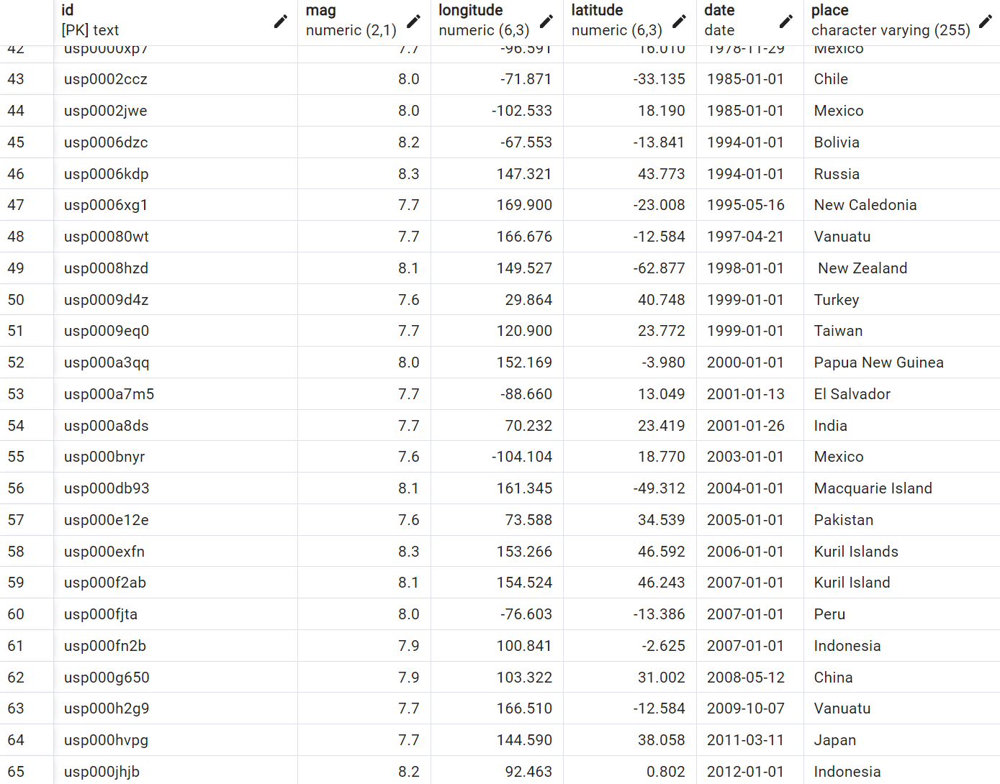 id mag longitude latitude date place
[PK] text numeric (2,1) numeric (6,3) numeric (6,3) date character varying (255)
42 usp0000xp7 7.7 -96.591 16.010 1978-11-29 Mexico
43 usp0002ccz 8.0 -71.871 -33.135 1985-01-01 Chile
44 usp0002jwe 8.0 -102.533 18.190 1985-01-01 Mexico
45 usp0006dzc 8.2 -67.553 -13.841 1994-01-01 Bolivia
46 usp0006kdp 8.3 147.321 43.773 1994-01-01 Russia
47 usp0006xg1 7.7 169.900 -23.008 1995-05-16 New Caledonia
48 usp00080wt 7.7 166.676 -12.584 1997-04-21 Vanuatu
49 usp0008hzd 8.1 149.527 -62.877 1998-01-01 New Zealand
50 usp0009d4z 7.6 29.864 40.748 1999-01-01 Turkey
51 usp0009eq0 7.7 120.900 23.772 1999-01-01 Taiwan
52 usp000a3qq 8.0 152.169 -3.980 2000-01-01 Papua New Guinea
53 usp000a7m5 7.7 -88.660 13.049 2001-01-13 El Salvador
54 usp000a8ds 7.7 70.232 23.419 2001-01-26 India
55 usp000bnyr 7.6 -104.104 18.770 2003-01-01 Mexico
56 usp000db93 8.1 161.345 -49.312 2004-01-01 Macquarie Island
57 usp000e12e 7.6 73.588 34.539 2005-01-01 Pakistan
58 usp000exfn 8.3 153.266 46.592 2006-01-01 Kuril Islands
59 usp000f2ab 8.1 154.524 46.243 2007-01-01 Kuril Island
60 usp000fjta 8.0 -76.603 -13.386 2007-01-01 Peru
61 usp000fn2b 7.9 100.841 -2.625 2007-01-01 Indonesia
62 usp000g650 7.9 103.322 31.002 2008-05-12 China
63 usp000h2g9 7.7 166.510 -12.584 2009-10-07 Vanuatu
64 usp000hvpg 7.7 144.590 38.058 2011-03-11 Japan
65 usp000jhjb 8.2 92.463 0.802 2012-01-01 Indonesia